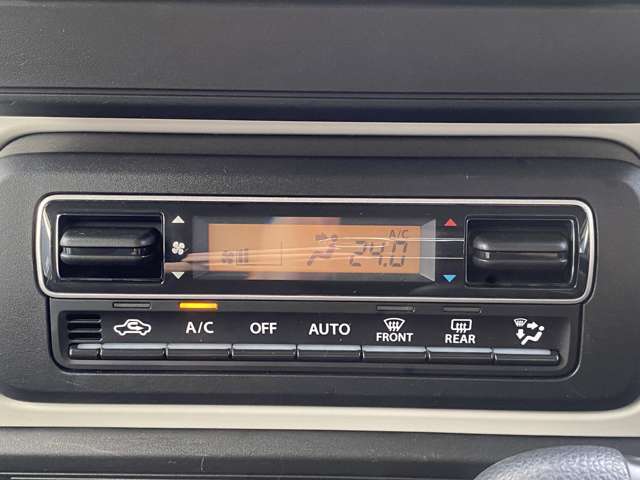 A/C
24.0
A/C OFF AUTO FRONT REAR